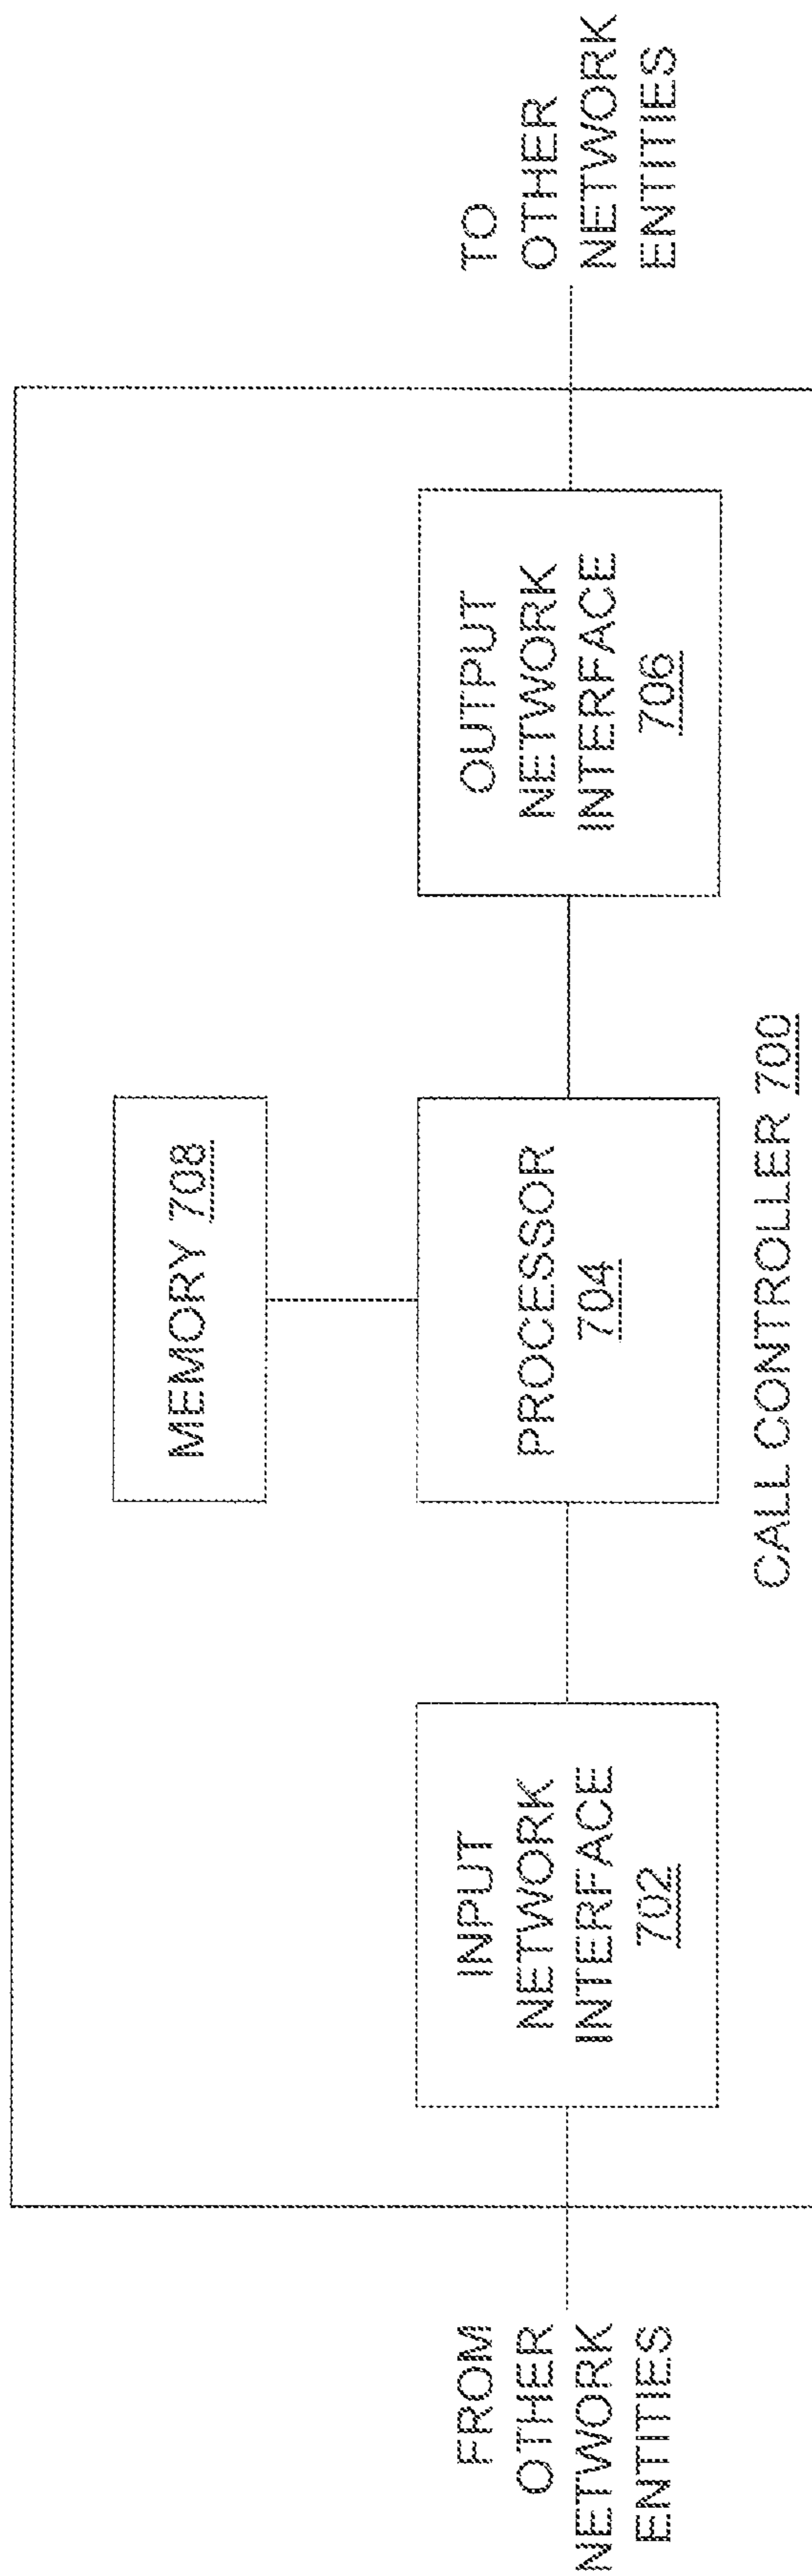 MEMORY 708
FROM
OTHER
NETWORK
ENTITIES
INPUT
NETWORK
INTERFACE
702
PROCESSOR
704
OUTPUT
NETWORK
INTERFACE
706
TO
OTHER
NETWORK
ENTITIES
CALL CONTROLLER 700